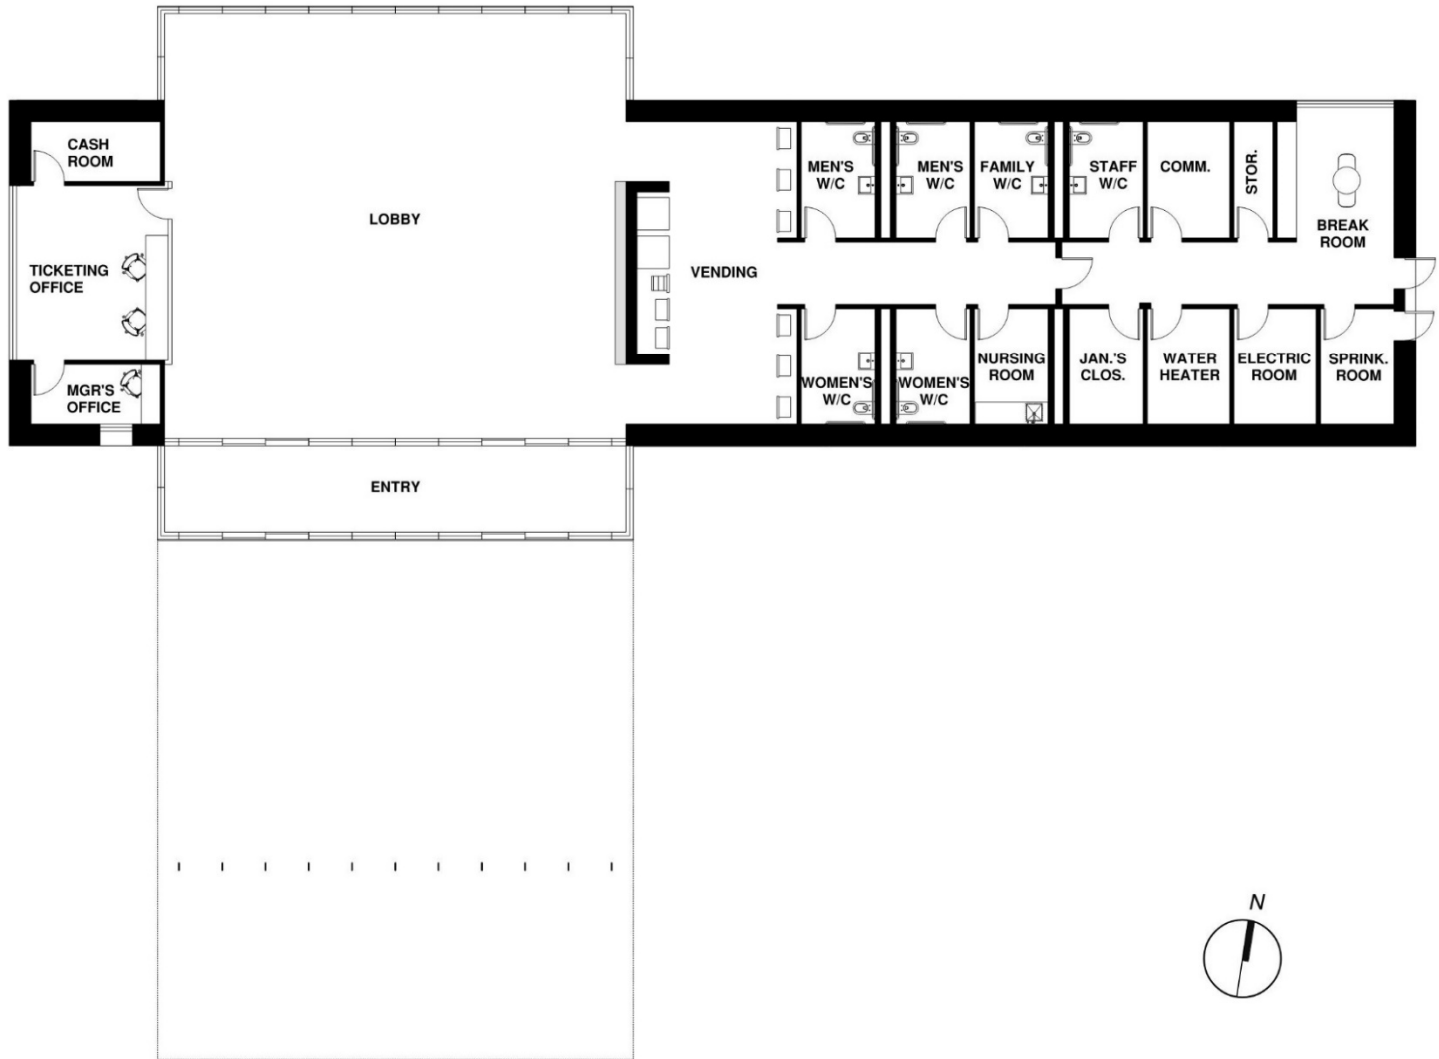 CASH
ROOM
MEN'S
W/C
MEN'S
W/C
FAMILY
W/C
STAFF
W/C
COMM.
STOR.
LOBBY
BREAK
ROOM
TICKETING
OFFICE
VENDING
MGR'S
OFFICE
WOMEN'S
W/C
WOMEN'S
W/C
NURSING
ROOM
JAN.'S
CLOS.
WATER
HEATER
ELECTRIC
ROOM
SPRINK.
ROOM
ENTRY
N